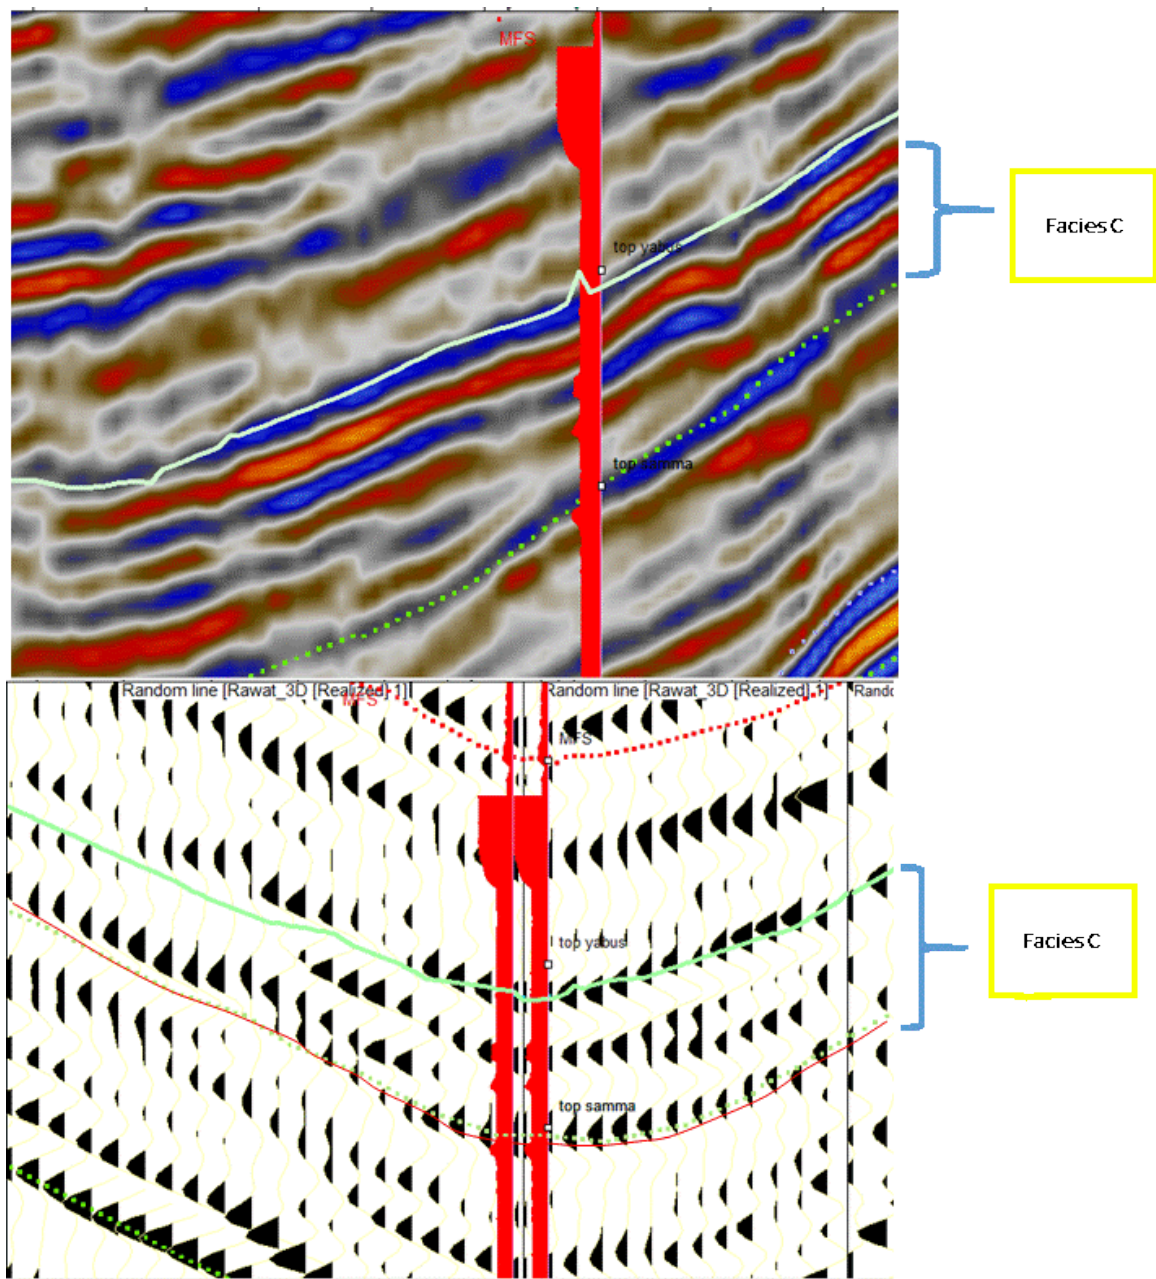 MFS
Facies C
top yabus
top samma
Random line [Rawat_3D [Realized] 1]
Random line [Rawat_3D [Realized] 1]
Rando
MFS
MFS
top yabus
Facies C
top samma